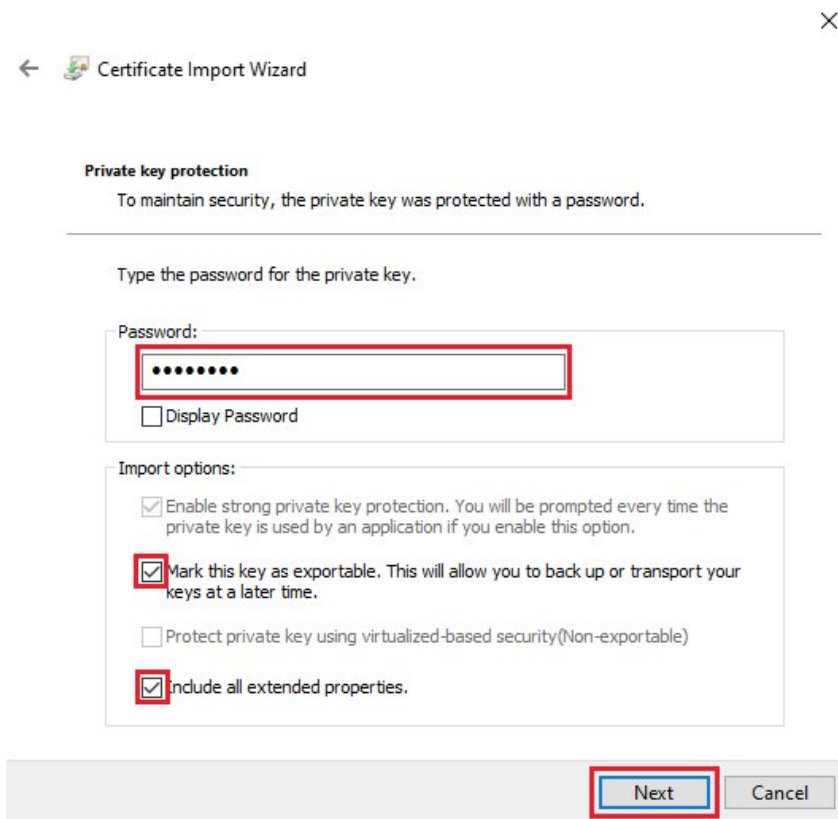 Certificate Import Wizard
Private key protection
To maintain security, the private key was protected with a password.
Type the password for the private key.
Password:
••••••••
Display Password
Import options:
Enable strong private key protection. You will be prompted every time the
private key is used by an application if you enable this option.
Mark this key as exportable. This will allow you to back up or transport your
keys at a later time.
Protect private key using virtualized-based security(Non-exportable)
Include all extended properties.
Next
Cancel